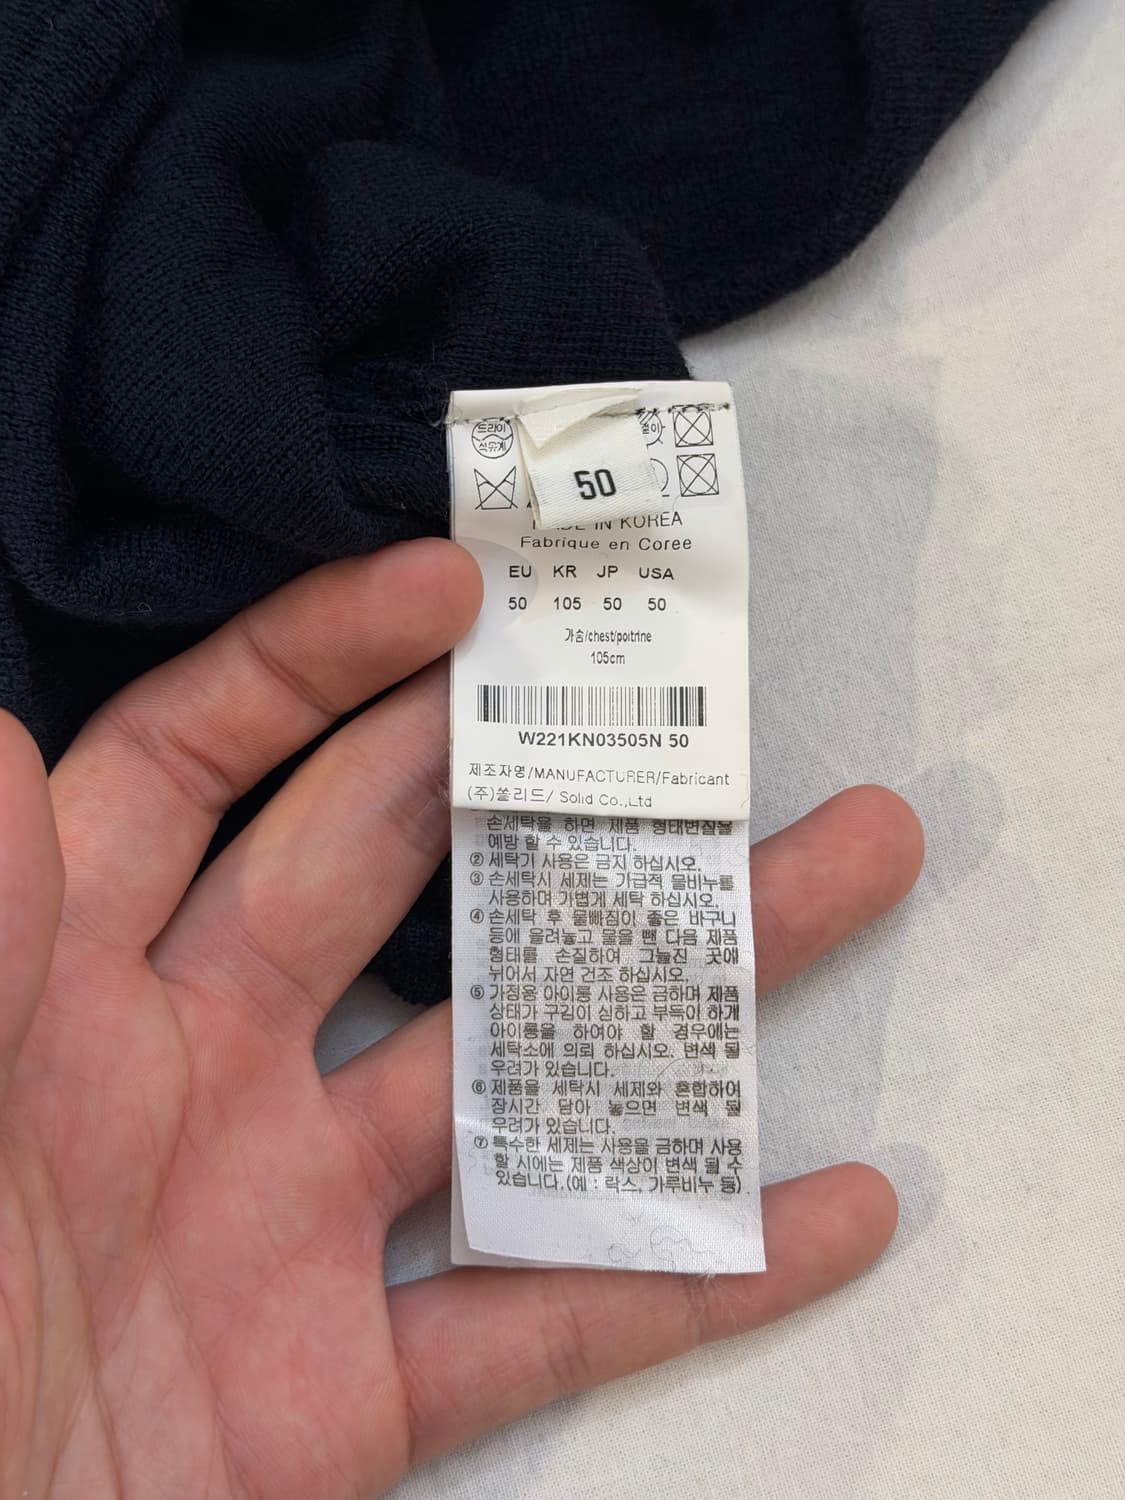 드라이
석유계
50
IN KOREA
Fabrique en Coree
EU KR JP USA
50 105 50 50
가슴/chest/poitrine
105cm
W221KN03505N 50
제조자명/MANUFACTURER/Fabricant
(주)쏠리드/ Solid Co.,Ltd
손세탁을 하면 제품 형태변질을
예방 할 수 있습니다.
② 세탁기 사용은 금지 하십시오.
③ 손세탁시 세제는 가급적 물비누를
사용하며 가볍게 세탁 하십시오.
④ 손세탁 후 물빠짐이 좋은 바구니
등에 올려놓고 물을 뺀 다음 제품
형태를 손질하여 그늘진 곳에
뉘어서 자연 건조 하십시오.
⑤ 가정용 아이롱 사용은 금하며 제품
상태가 구김이 심하고 부득이 하게
아이롱을 하여야 할 경우에는
세탁소에 의뢰 하십시오. 변색 될
우려가 있습니다.
⑥ 제품을 세탁시 세제와 혼합하여
장시간 담아 놓으면 변색 될
우려가 있습니다.
⑦ 특수한 세제는 사용을 금하며 사용
할 시에는 제품 색상이 변색 될 수
있습니다.(예 : 락스, 가루비누 등).